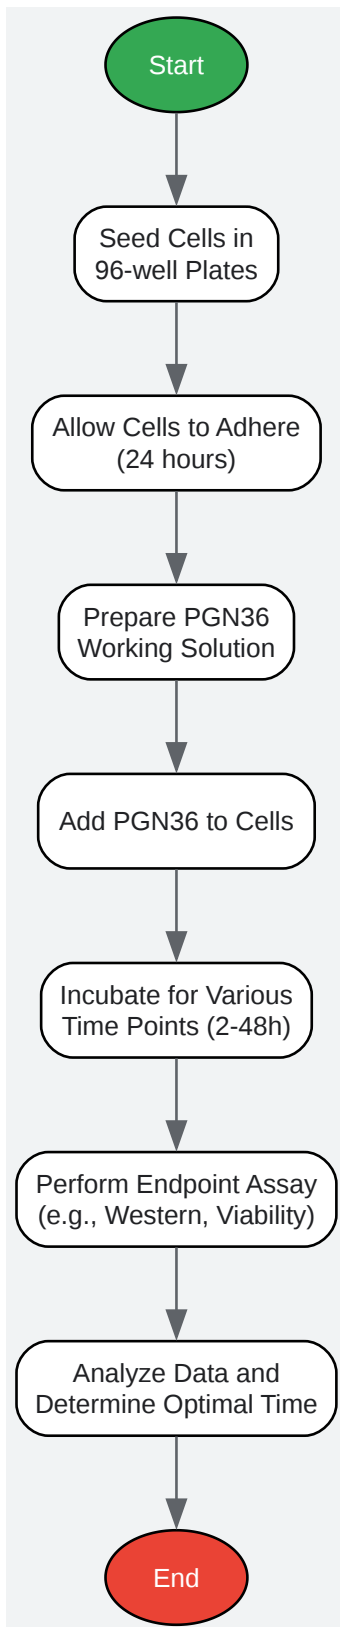 Start
Seed Cells in
96-well Plates
Allow Cells to Adhere
(24 hours)
Prepare PGN36
Working Solution
Add PGN36 to Cells
Incubate for Various
Time Points (2-48h)
Perform Endpoint Assay
(e.g., Western, Viability)
Analyze Data and
Determine Optimal Time
End